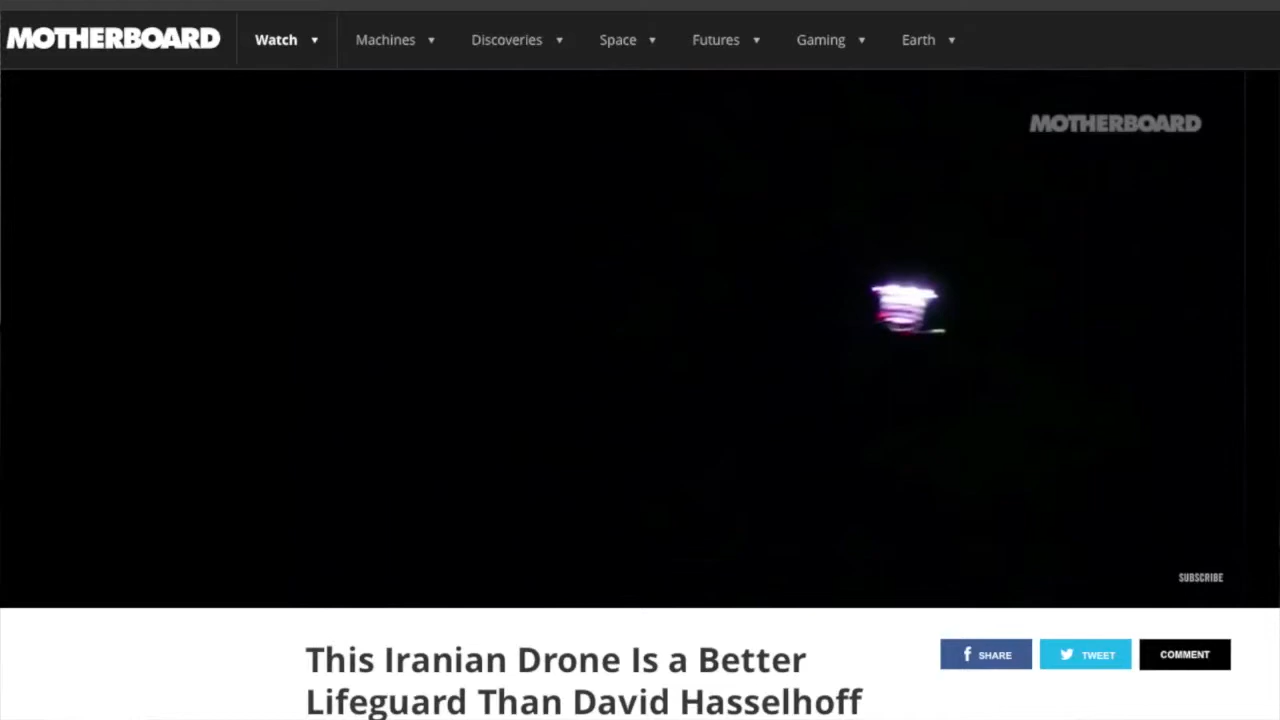 MOTHERBOARD
Watch ▼ Machines ▼ Discoveries ▼ Space ▼ Futures ▼ Gaming ▼ Earth ▼
MOTHERBOARD
SUBSCRIBE
This Iranian Drone Is a Better
Lifeguard Than David Hasselhoff
f SHARE
TWEET
COMMENT